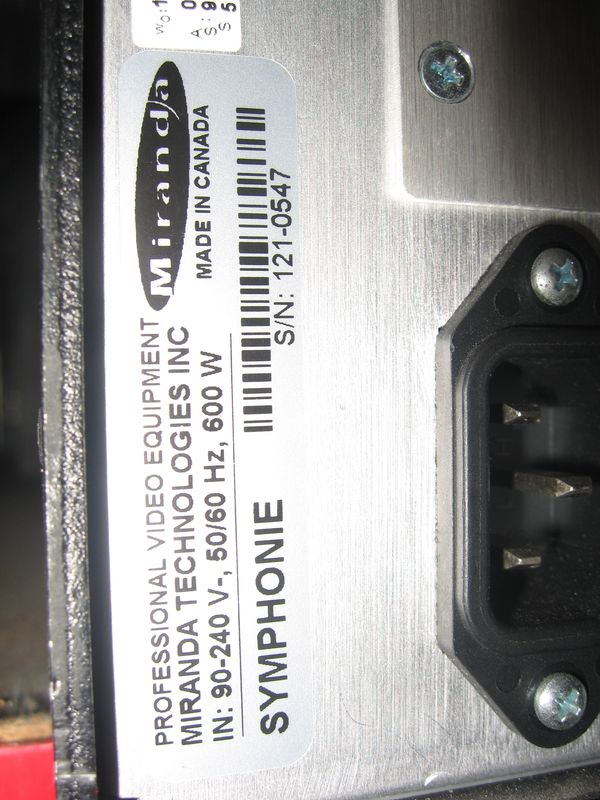 PROFESSIONAL VIDEO EQUIPMENT
MIRANDA TECHNOLOGIES INC
IN: 90-240 V-, 50/60 Hz, 600 W
SYMPHONIE
Miranda
MADE IN CANADA
S/N: 121-0547